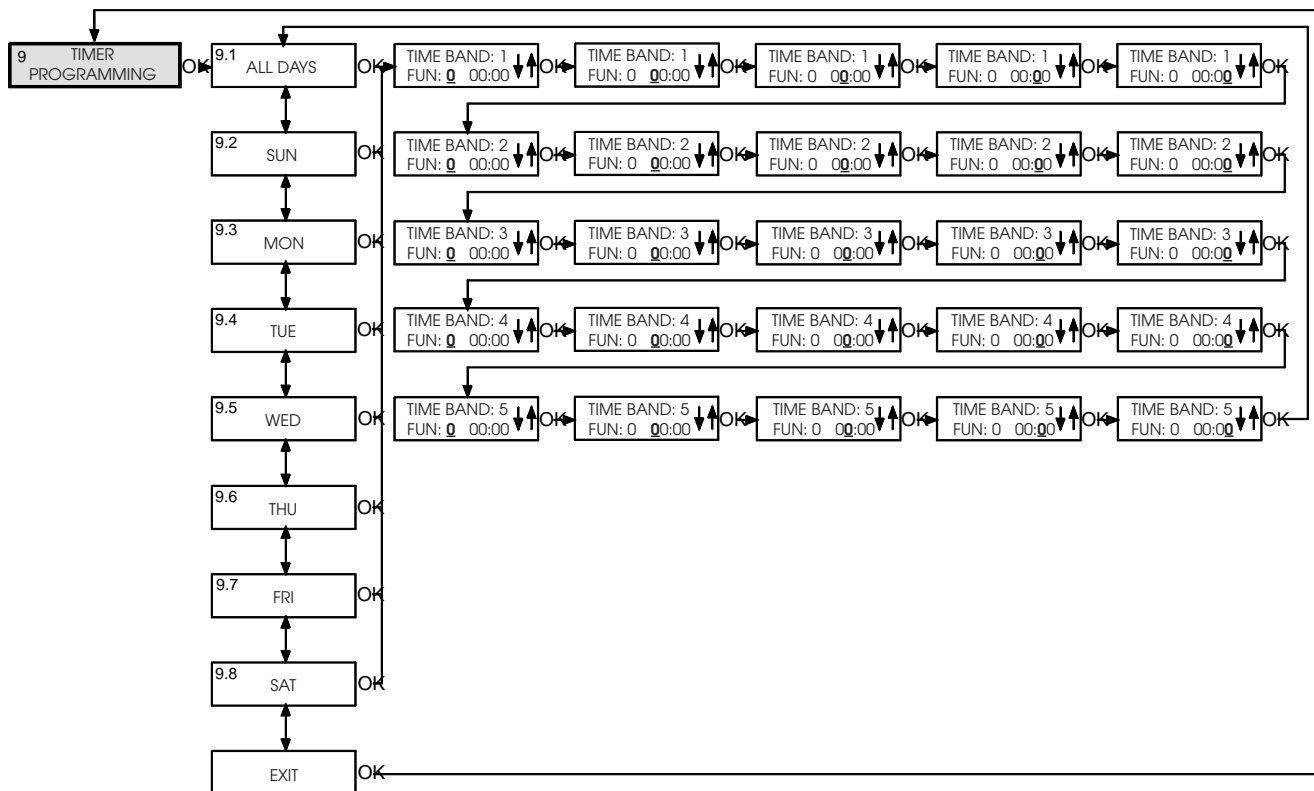 9 TIMER
PROGRAMMING
OK
9.1
ALL DAYS
OK
TIME BAND: 1
FUN: 0 00:00
OK
TIME BAND: 1
FUN: 0 00:00
OK
TIME BAND: 1
FUN: 0 00:00
OK
TIME BAND: 1
FUN: 0 00:00
OK
TIME BAND: 1
FUN: 0 00:00
OK
9.2
SUN
OK
TIME BAND: 2
FUN: 0 00:00
OK
TIME BAND: 2
FUN: 0 00:00
OK
TIME BAND: 2
FUN: 0 00:00
OK
TIME BAND: 2
FUN: 0 00:00
OK
TIME BAND: 2
FUN: 0 00:00
OK
9.3
MON
OK
TIME BAND: 3
FUN: 0 00:00
OK
TIME BAND: 3
FUN: 0 00:00
OK
TIME BAND: 3
FUN: 0 00:00
OK
TIME BAND: 3
FUN: 0 00:00
OK
TIME BAND: 3
FUN: 0 00:00
OK
9.4
TUE
OK
TIME BAND: 4
FUN: 0 00:00
OK
TIME BAND: 4
FUN: 0 00:00
OK
TIME BAND: 4
FUN: 0 00:00
OK
TIME BAND: 4
FUN: 0 00:00
OK
TIME BAND: 4
FUN: 0 00:00
OK
9.5
WED
OK
TIME BAND: 5
FUN: 0 00:00
OK
TIME BAND: 5
FUN: 0 00:00
OK
TIME BAND: 5
FUN: 0 00:00
OK
TIME BAND: 5
FUN: 0 00:00
OK
TIME BAND: 5
FUN: 0 00:00
OK
9.6
THU
OK
9.7
FRI
OK
9.8
SAT
OK
EXIT
OK